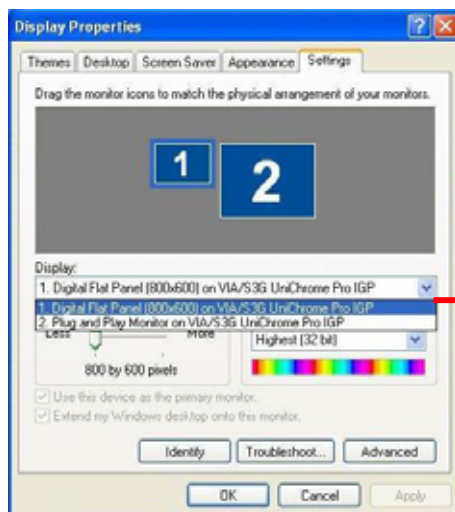 Display Properties
Themes Desktop Screen Saver Appearance Settings
Drag the monitor icons to match the physical arrangement of your monitors.
1 2
Display:
1. Digital Flat Panel (800x600) on VIA/S3G UniChrome Pro IGP
1. Digital Flat Panel (800x600) on VIA/S3G UniChrome Pro IGP
2. Plug and Play Monitor on VIA/S3G UniChrome Pro IGP
Less More Highest (32 bit)
800 by 600 pixels
Use this device as the primary monitor.
Extend my Windows desktop onto this monitor.
Identify Troubleshoot... Advanced
OK Cancel Apply